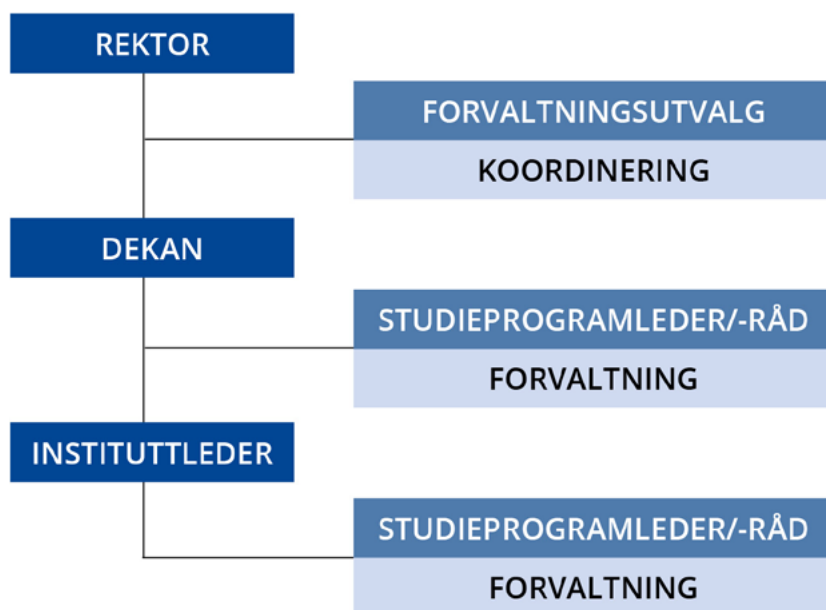 REKTOR
FORVALTNINGSUTVALG
KOORDINERING
DEKAN
STUDIEPROGRAMLEDER/-RÅD
FORVALTNING
INSTITUTTLEDER
STUDIEPROGRAMLEDER/-RÅD
FORVALTNING